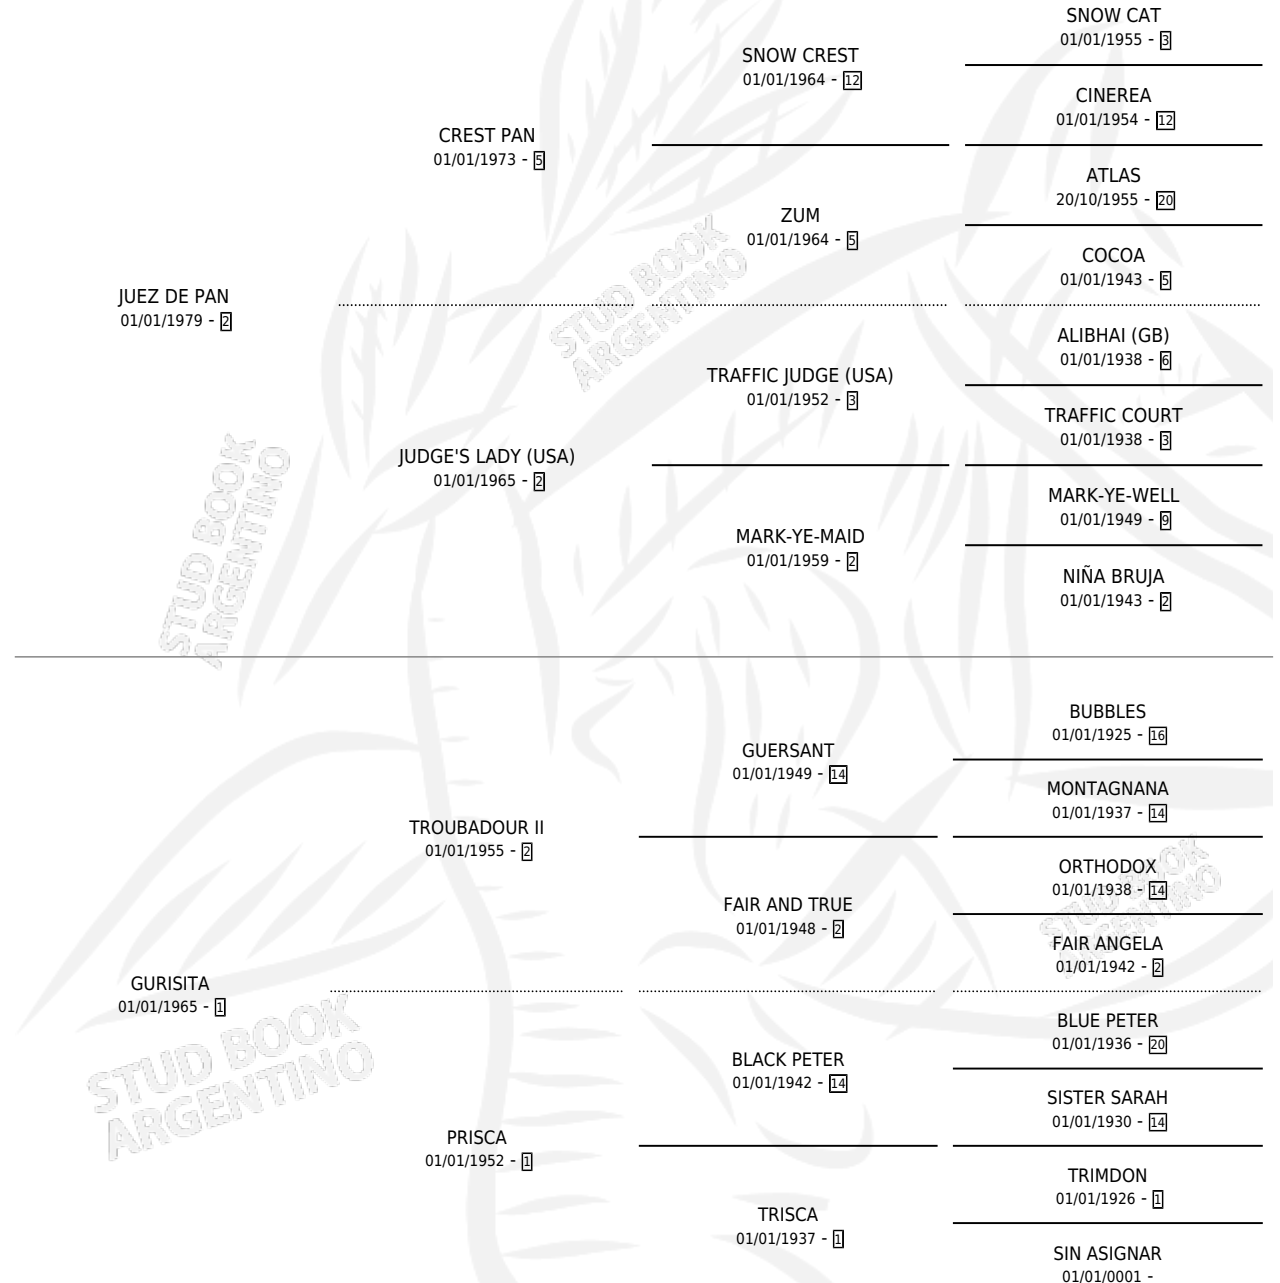 SNOW CAT
01/01/1955 - 3
SNOW CREST
01/01/1964 - 12
CINEREA
01/01/1954 - 12
CREST PAN
01/01/1973 - 5
ATLAS
20/10/1955 - 20
ZUM
01/01/1964 - 5
COCOA
01/01/1943 - 5
JUEZ DE PAN
01/01/1979 - 2
ALIBHAI (GB)
01/01/1938 - 6
TRAFFIC JUDGE (USA)
01/01/1952 - 3
TRAFFIC COURT
01/01/1938 - 3
JUDGE'S LADY (USA)
01/01/1965 - 2
MARK-YE-WELL
01/01/1949 - 9
MARK-YE-MAID
01/01/1959 - 2
NIÑA BRUJA
01/01/1943 - 2
BUBBLES
01/01/1925 - 16
GUERSANT
01/01/1949 - 14
MONTAGNANA
01/01/1937 - 14
TROUBADOUR II
01/01/1955 - 2
ORTHODOX
01/01/1938 - 14
FAIR AND TRUE
01/01/1948 - 2
FAIR ANGELA
01/01/1942 - 2
GURISITA
01/01/1965 - 1
BLUE PETER
01/01/1936 - 20
BLACK PETER
01/01/1942 - 14
SISTER SARAH
01/01/1930 - 14
PRISCA
01/01/1952 - 1
TRIMDON
01/01/1926 - 1
TRISCA
01/01/1937 - 1
SIN ASIGNAR
01/01/0001 -
STUD BOOK
ARGENTINO
STUD BOOK
ARGENTINO
STUD BOOK
ARGENTINO
STUD BOOK
ARGENTINO